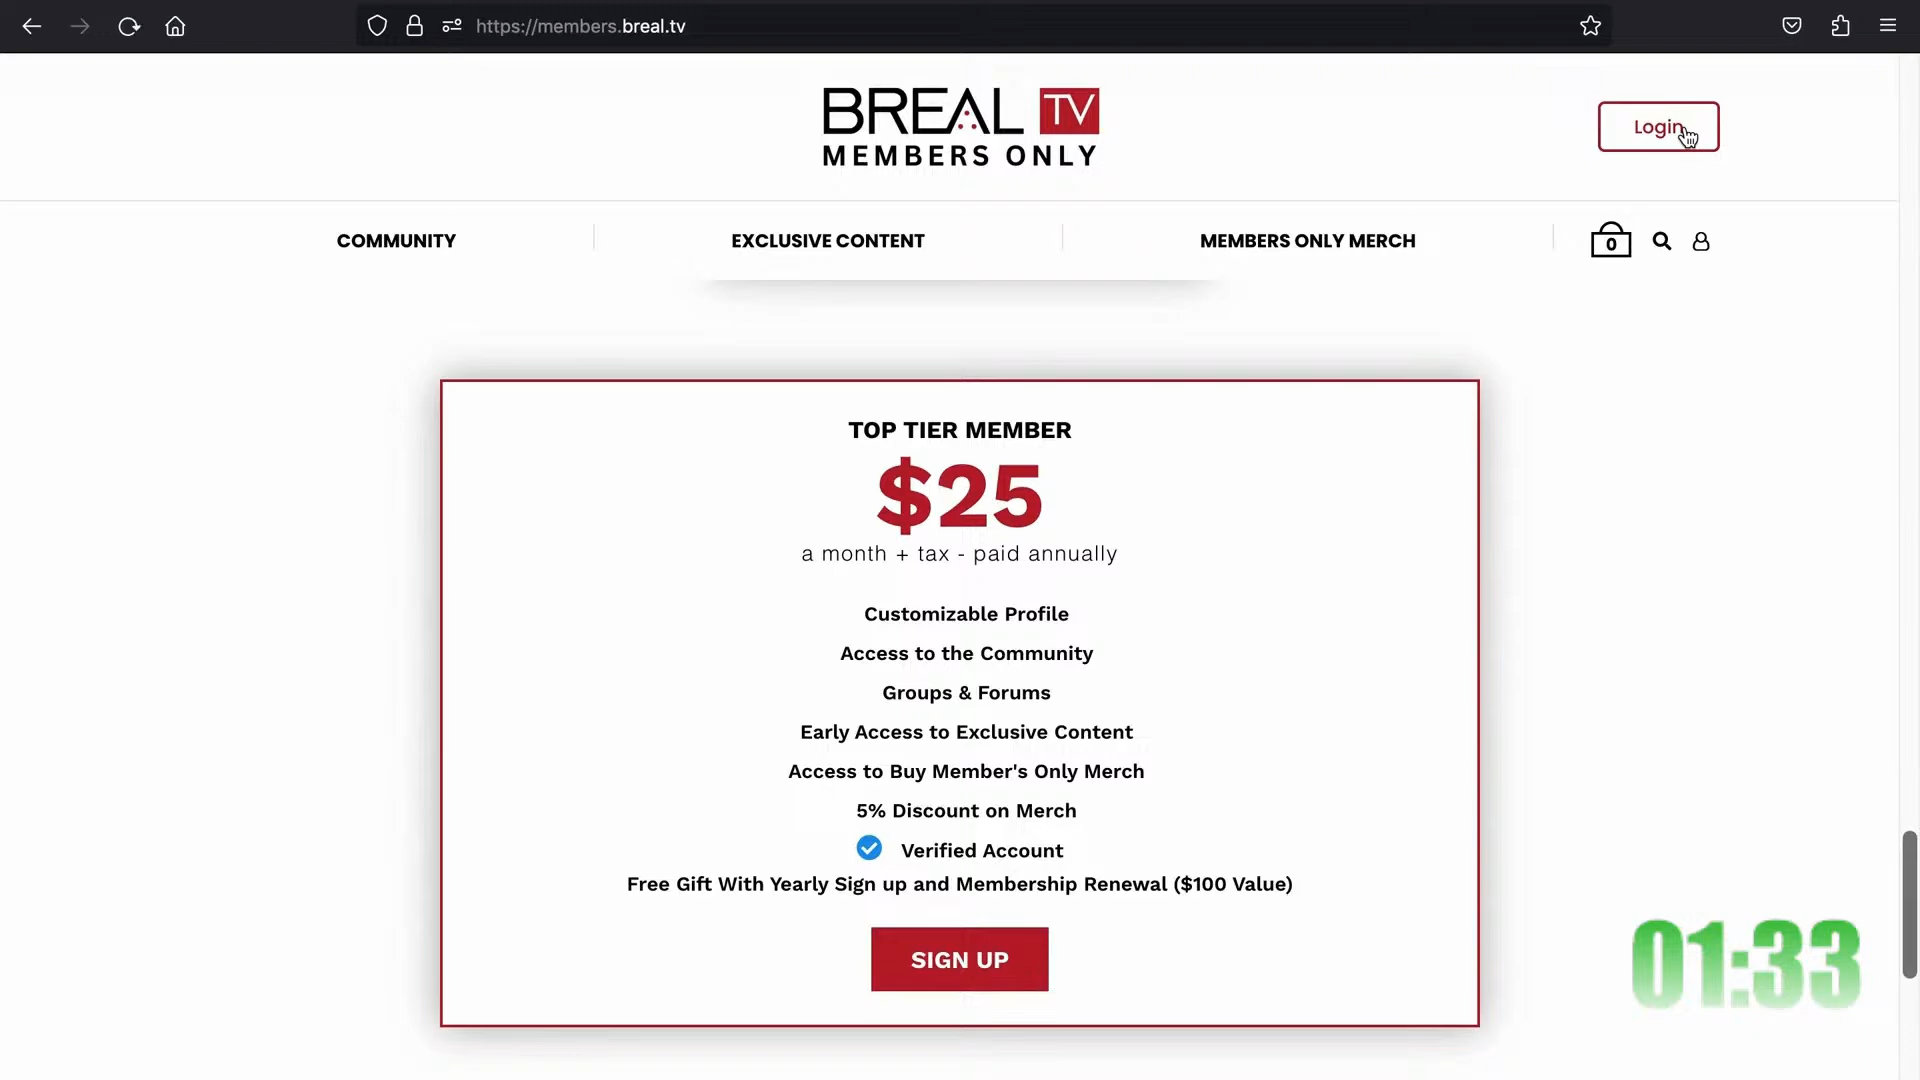 https://members.breal.tv
BREAL TV
MEMBERS ONLY
Login
COMMUNITY
EXCLUSIVE CONTENT
MEMBERS ONLY MERCH
0
TOP TIER MEMBER
$25
a month + tax - paid annually
Customizable Profile
Access to the Community
Groups & Forums
Early Access to Exclusive Content
Access to Buy Member's Only Merch
5% Discount on Merch
Verified Account
Free Gift With Yearly Sign up and Membership Renewal ($100 Value)
SIGN UP
01:33